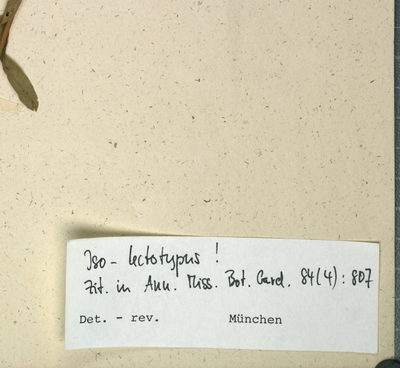 Iso - lectotypus !
Zit. in Ann. Miss. Bot. Gard. 84(4): 807
Det. - rev. München